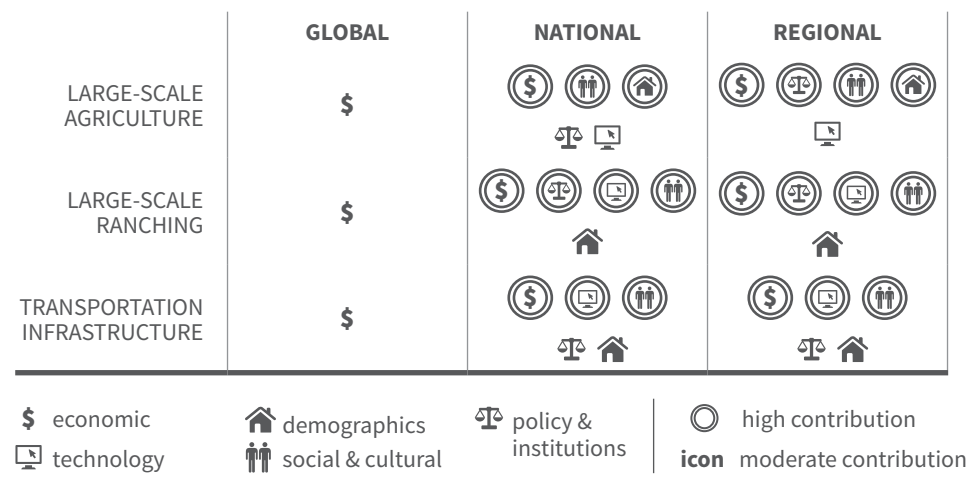 GLOBAL NATIONAL REGIONAL
LARGE-SCALE
AGRICULTURE
$
$
$
LARGE-SCALE
RANCHING
$
$
$
TRANSPORTATION
INFRASTRUCTURE
$
$
$
$ economic
demographics
policy &
institutions
high contribution
technology
social & cultural
icon moderate contribution